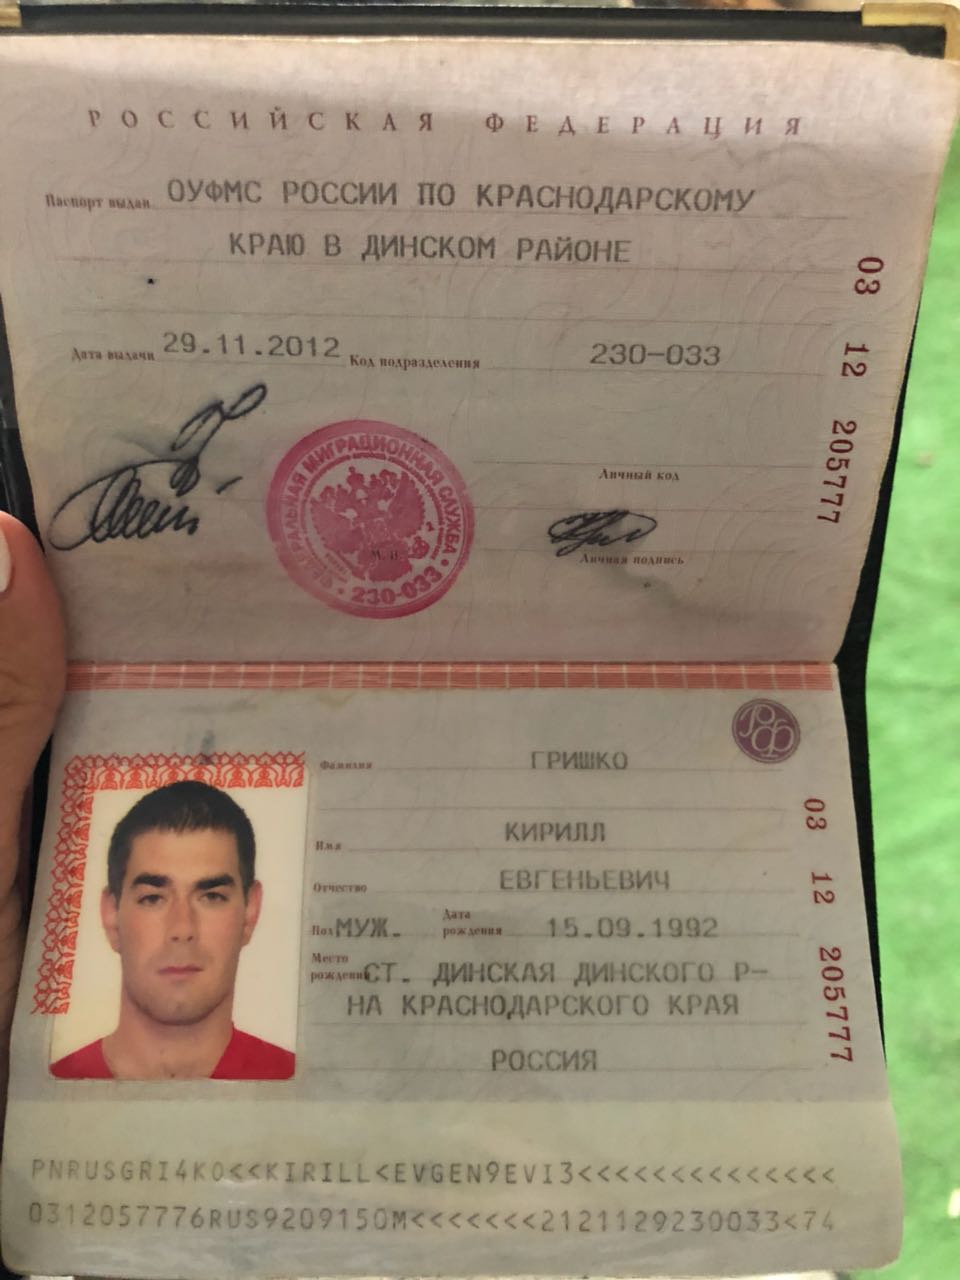 РОССИЙСКАЯ ФЕДЕРАЦИЯ
Паспорт выдан ОУФМС РОССИИ ПО КРАСНОДАРСКОМУ
КРАЮ В ДИНСКОМ РАЙОНЕ
Дата выдачи 29.11.2012 Код подразделения 230-033
03 12 205777
ФЕДЕРАЛЬНАЯ МИГРАЦИОННАЯ СЛУЖБА
М. П.
• 230-033 •
Личный код
Личная подпись
РФ
Фамилия ГРИШКО
Имя КИРИЛЛ
Отчество ЕВГЕНЬЕВИЧ
Пол МУЖ. Дата рождения 15.09.1992
Место рождения СТ. ДИНСКАЯ ДИНСКОГО Р-
НА КРАСНОДАРСКОГО КРАЯ
РОССИЯ
03 12 205777
PNRUSGRI4KO<<KIRILL<EVGEN9EVI3<<<<<<<<<<<<<<
0312057776RUS9209150M<<<<<<<2121129230033<74